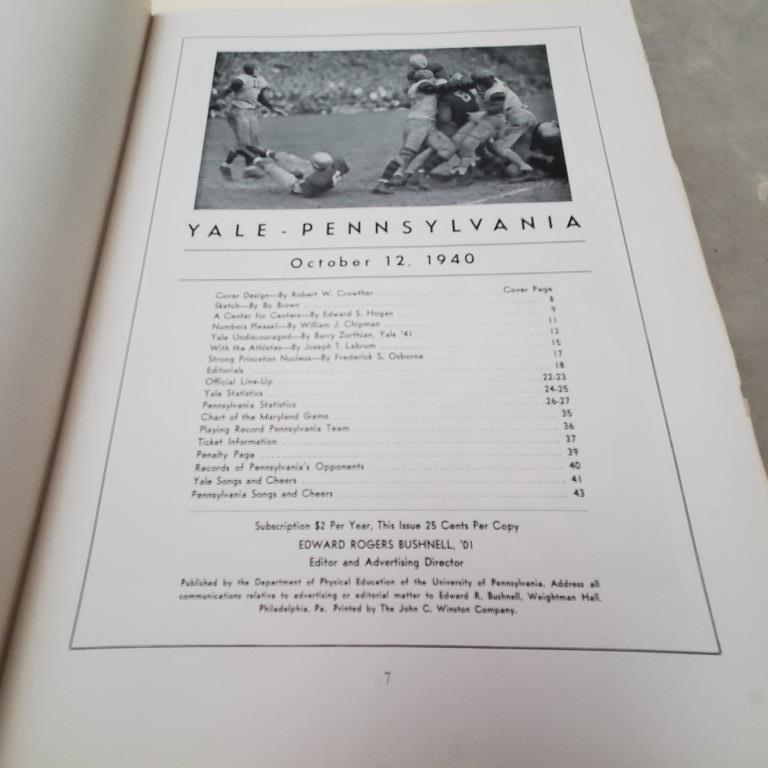 YALE - PENNSYLVANIA
October 12, 1940
Cover Design—By Robert W. Crowther Cover Page
Sketch—By Bo Brown 8
A Center for Centers—By Edward S. Hogan 9
Numbers Please!—By William J. Chipman 11
Yale Undiscouraged—By Barry Zorthian, Yale '41 13
With the Athletes—By Joseph T. Labrum 15
Strong Princeton Nucleus—By Frederick S. Osborne 17
Editorials 18
Official Line-Up 22-23
Yale Statistics 24-25
Pennsylvania Statistics 26-27
Chart of the Maryland Game 35
Playing Record Pennsylvania Team 36
Ticket Information 37
Penalty Page 39
Records of Pennsylvania's Opponents 40
Yale Songs and Cheers 41
Pennsylvania Songs and Cheers 43
Subscription $2 Per Year, This Issue 25 Cents Per Copy
EDWARD ROGERS BUSHNELL, '01
Editor and Advertising Director
Published by the Department of Physical Education of the University of Pennsylvania. Address all
communications relative to advertising or editorial matter to Edward R. Bushnell, Weightman Hall,
Philadelphia, Pa. Printed by The John C. Winston Company.
7